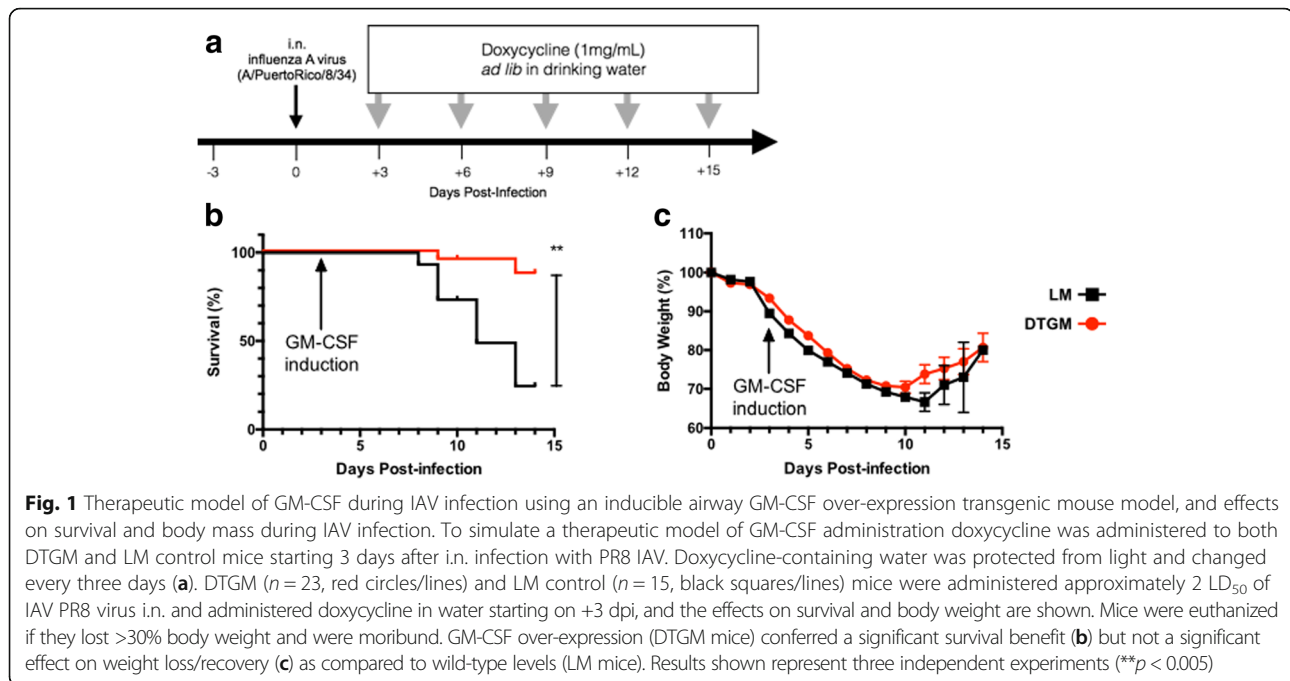 a
i.n.
influenza A virus
(A/PuertoRico/8/34)
Doxycycline (1mg/mL)
ad lib in drinking water
-3 0 +3 +6 +9 +12 +15
Days Post-Infection
b
Survival (%)
100
50
0
GM-CSF
induction
**
0 5 10 15
Days Post-infection
c
Body Weight (%)
110
100
90
80
70
60
GM-CSF
induction
0 5 10 15
Days Post-infection
LM
DTGM
Fig. 1 Therapeutic model of GM-CSF during IAV infection using an inducible airway GM-CSF over-expression transgenic mouse model, and effects
on survival and body mass during IAV infection. To simulate a therapeutic model of GM-CSF administration doxycycline was administered to both
DTGM and LM control mice starting 3 days after i.n. infection with PR8 IAV. Doxycycline-containing water was protected from light and changed
every three days (a). DTGM (n = 23, red circles/lines) and LM control (n = 15, black squares/lines) mice were administered approximately 2 LD50 of
IAV PR8 virus i.n. and administered doxycycline in water starting on +3 dpi, and the effects on survival and body weight are shown. Mice were euthanized
if they lost >30% body weight and were moribund. GM-CSF over-expression (DTGM mice) conferred a significant survival benefit (b) but not a significant
effect on weight loss/recovery (c) as compared to wild-type levels (LM mice). Results shown represent three independent experiments (**p < 0.005)